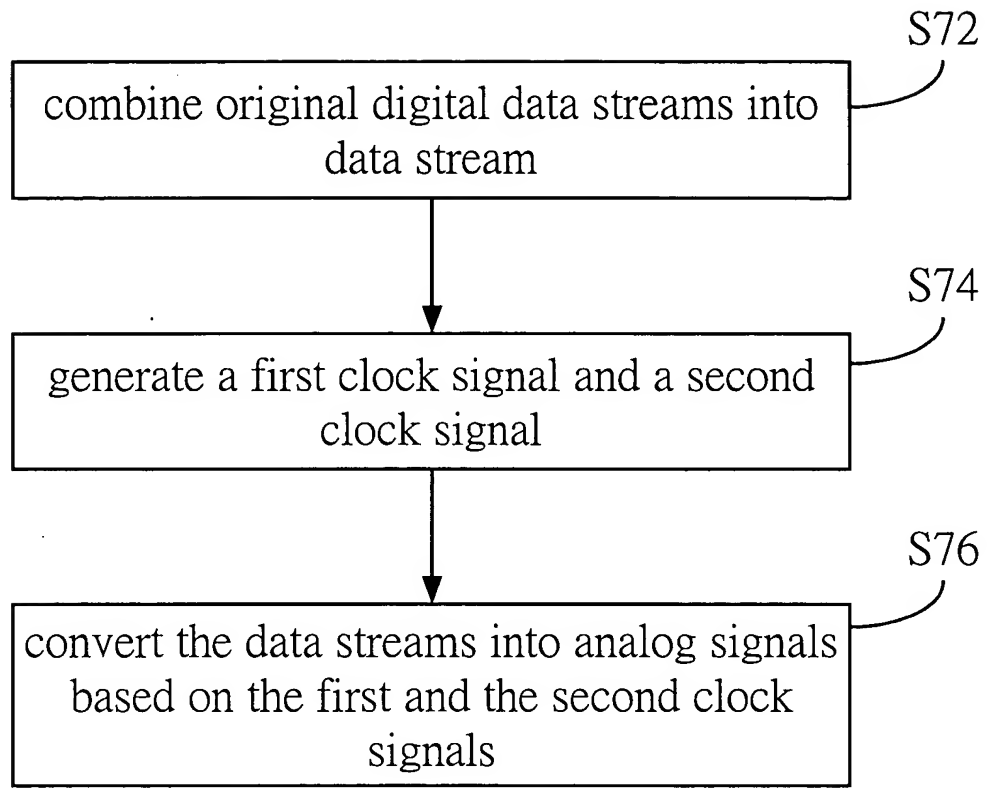 S72
combine original digital data streams into
data stream
S74
generate a first clock signal and a second
clock signal
S76
convert the data streams into analog signals
based on the first and the second clock
signals